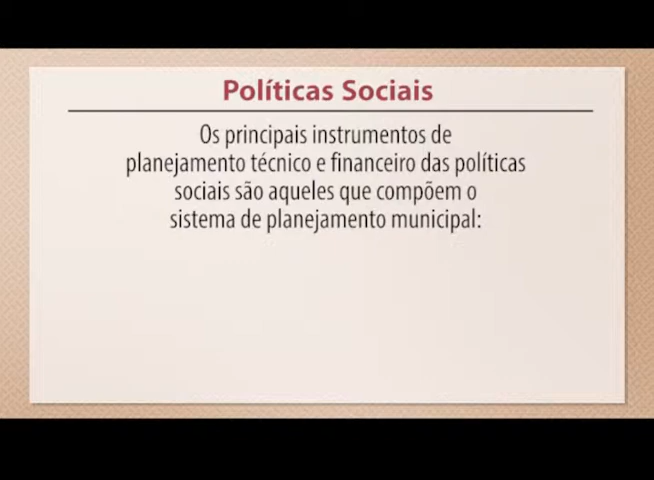 Políticas Sociais
Os principais instrumentos de
planejamento técnico e financeiro das políticas
sociais são aqueles que compõem o
sistema de planejamento municipal: